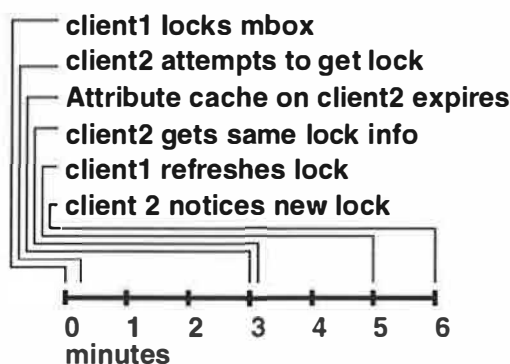 client1 locks mbox
client2 attempts to get lock
Attribute cache on client2 expires
client2 gets same lock info
client1 refreshes lock
client 2 notices new lock
0 1 2 3 4 5 6
minutes